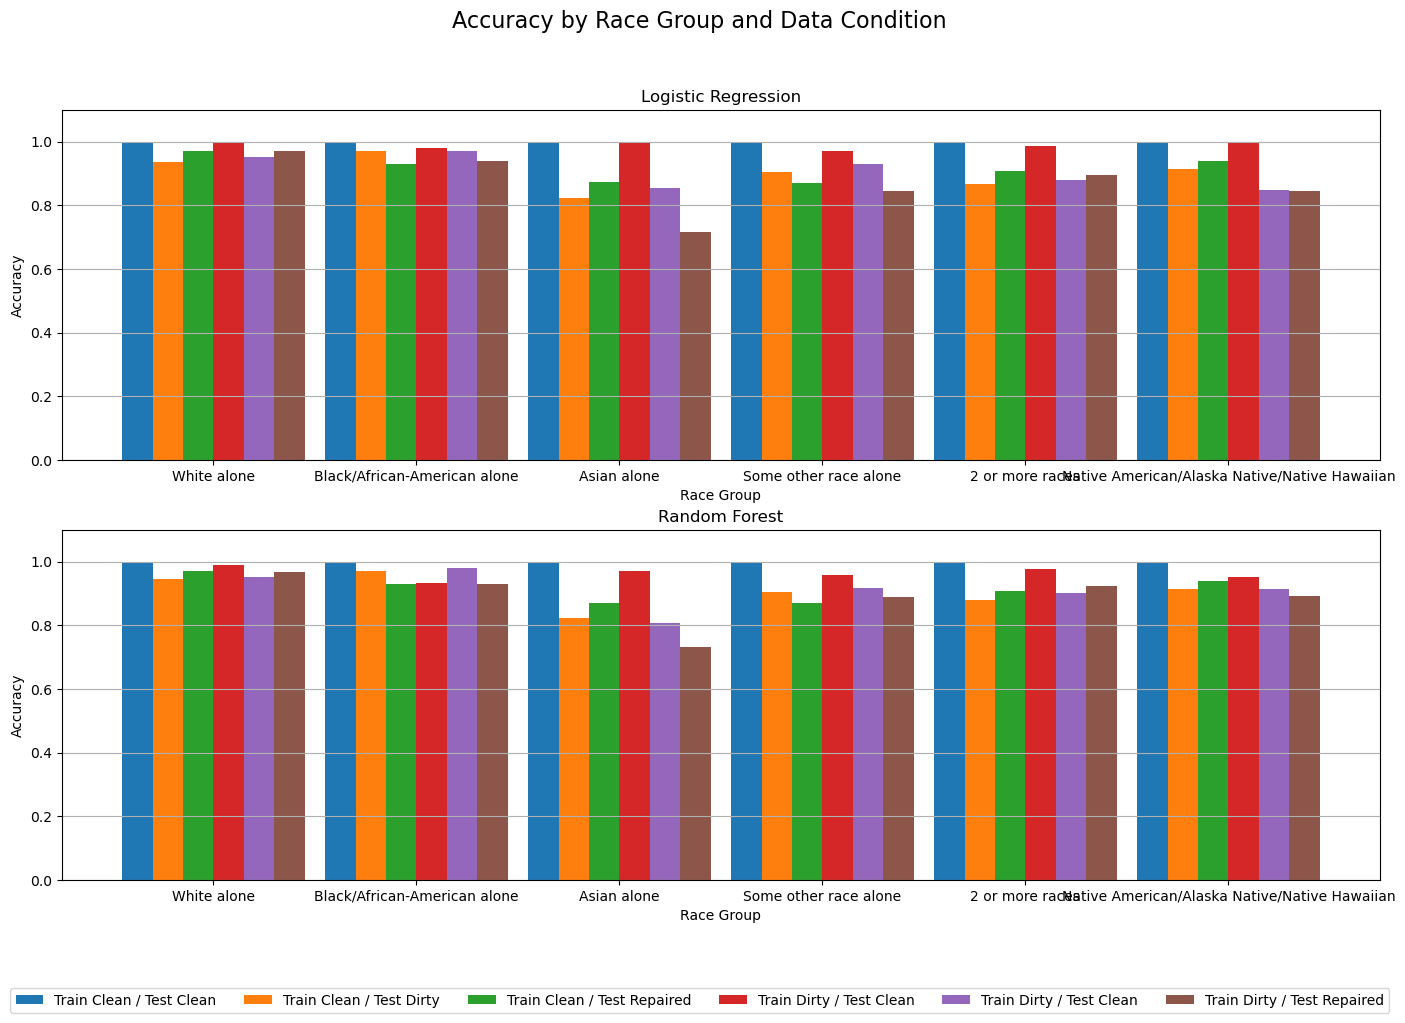 Accuracy by Race Group and Data Condition
Logistic Regression
1.0
0.8
0.6
0.4
0.2
0.0
Accuracy
White alone
Black/African-American alone
Asian alone
Some other race alone
2 or more races
Native American/Alaska Native/Native Hawaiian
Race Group
Random Forest
1.0
0.8
0.6
0.4
0.2
0.0
Accuracy
White alone
Black/African-American alone
Asian alone
Some other race alone
2 or more races
Native American/Alaska Native/Native Hawaiian
Race Group
Train Clean / Test Clean
Train Clean / Test Dirty
Train Clean / Test Repaired
Train Dirty / Test Clean
Train Dirty / Test Clean
Train Dirty / Test Repaired